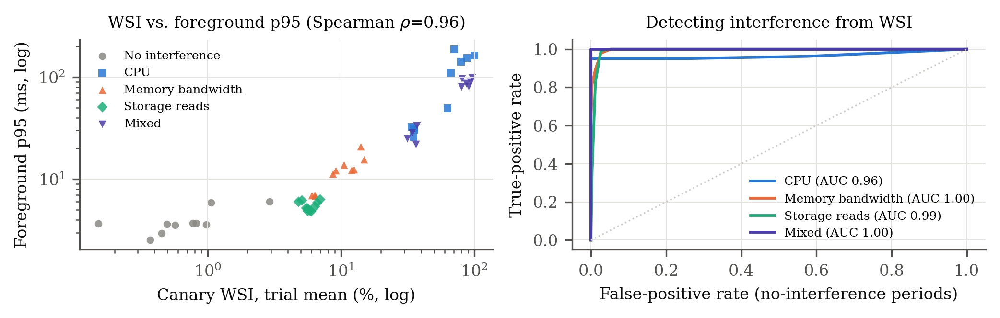 WSI vs. foreground p95 (Spearman ρ=0.96)
Foreground p95 (ms, log)
10²
10¹
No interference
CPU
Memory bandwidth
Storage reads
Mixed
10⁰
10¹
10²
Canary WSI, trial mean (%, log)
Detecting interference from WSI
True-positive rate
1.0
0.8
0.6
0.4
0.2
0.0
CPU (AUC 0.96)
Memory bandwidth (AUC 1.00)
Storage reads (AUC 0.99)
Mixed (AUC 1.00)
0.0
0.2
0.4
0.6
0.8
1.0
False-positive rate (no-interference periods)